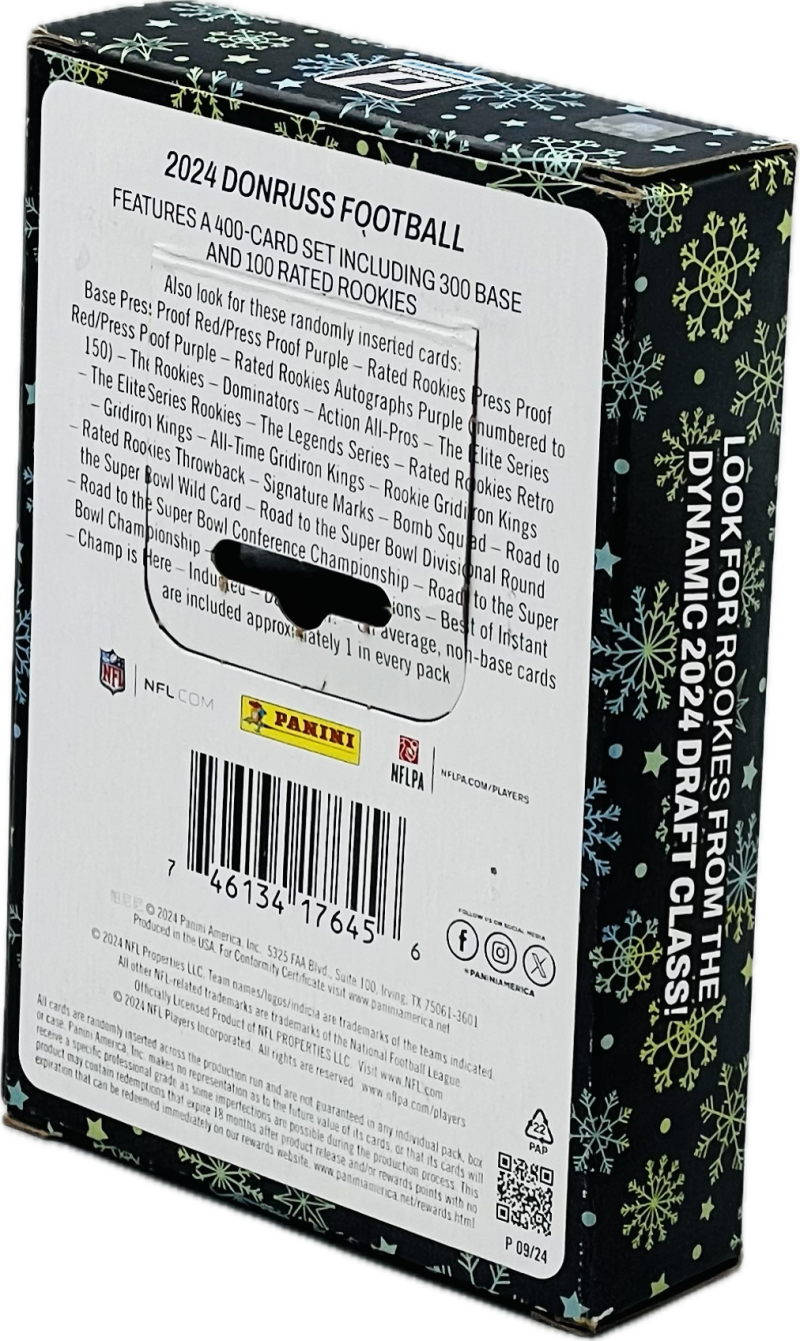 2024 DONRUSS FOOTBALL
FEATURES A 400-CARD SET INCLUDING 300 BASE
AND 100 RATED ROOKIES
Also look for these randomly inserted cards:
Base Press Proof Red/Press Proof Purple – Rated Rookies Press Proof
Red/Press Proof Purple – Rated Rookies Autographs Purple (numbered to
150) – The Rookies – Dominators – Action All-Pros – The Elite Series
– The Elite Series Rookies – The Legends Series – Rated Rookies Retro
– Gridiron Kings – All-Time Gridiron Kings – Rookie Gridiron Kings
– Rated Rookies Throwback – Signature Marks – Bomb Squad – Road to
the Super Bowl Wild Card – Road to the Super Bowl Divisional Round
– Road to the Super Bowl Conference Championship – Road to the Super
Bowl Championship – ions – Best of Instant
– Champ is Here – Inducted – average, non-base cards
are included approximately 1 in every pack
NFL
NFL.COM
PANINI
NFLPA
NFLPA.COM/PLAYERS
7 46134 17645 6
FOLLOW US ON SOCIAL MEDIA
f X
@PANINIAMERICA
© 2024 Panini America, Inc. 5325 FAA Blvd., Suite 100, Irving, TX 75061-3601
Produced in the USA. For Conformity Certificate visit www.paniniamerica.net
© 2024 NFL Properties LLC. Team names/logos/indicia are trademarks of the teams indicated.
All other NFL-related trademarks are trademarks of the National Football League.
Officially Licensed Product of NFL PROPERTIES LLC. Visit www.NFL.com
© 2024 NFL Players Incorporated. All rights are reserved. www.nflpa.com/players
All cards are randomly inserted across the production run and are not guaranteed in any individual pack, box
or case. Panini America, Inc. makes no representation as to the future value of its cards, or that its cards will
receive a specific professional grade as some imperfections are possible during the production process. This
product may contain redemptions that expire 18 months after product release and/or rewards points with no
expiration that can be redeemed immediately on our rewards website. www.paniniamerica.net/rewards.html
22
PAP
P 09/24
LOOK FOR ROOKIES FROM THE
DYNAMIC 2024 DRAFT CLASS!